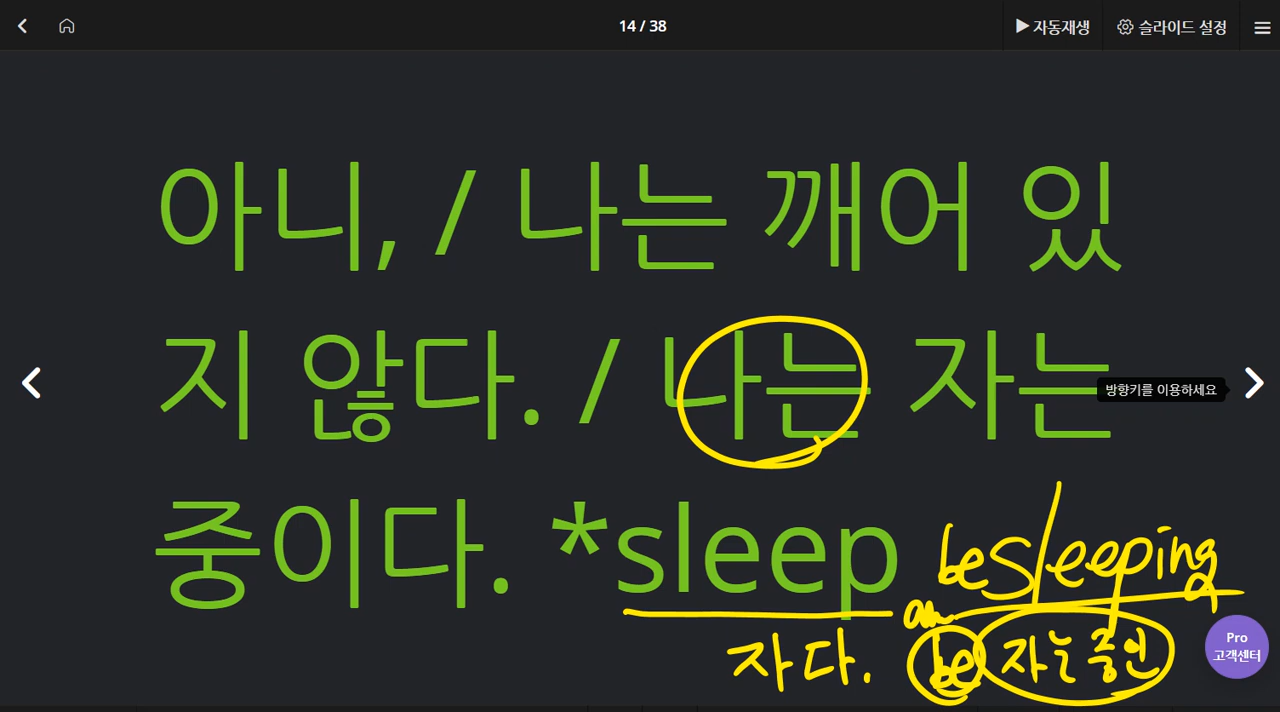 14 / 38
▶ 자동재생
슬라이드 설정
아니, / 나는 깨어 있
지 않다. / 나는 자는
방향키를 이용하세요
중이다. *sleep
be sleeping
am
자다. be 자는 중인
Pro
고객센터